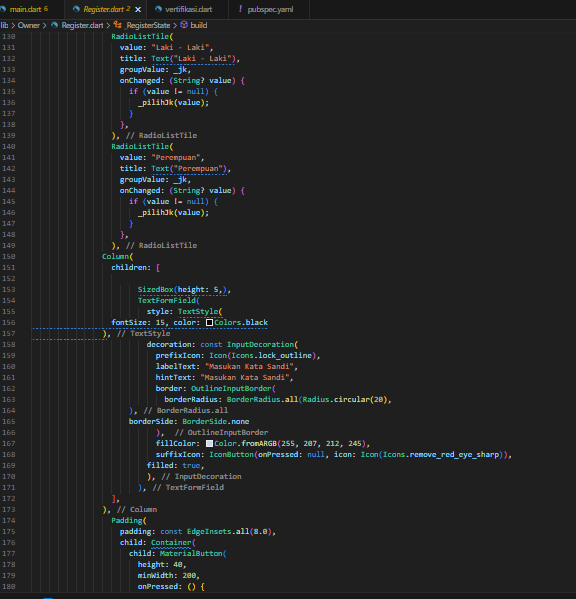 main.dart 6 Register.dart 2 × vertifikasi.dart ! pubspec.yaml
lib > Owner > Register.dart > _RegisterState > build
130 RadioListTile(
131 value: "Laki - Laki",
132 title: Text("Laki - Laki"),
133 groupValue: _jk,
134 onChanged: (String? value) {
135 if (value != null) {
136 _pilihJk(value);
137 }
138 },
139 ), // RadioListTile
140 RadioListTile(
141 value: "Perempuan",
142 title: Text("Perempuan"),
143 groupValue: _jk,
144 onChanged: (String? value) {
145 if (value != null) {
146 _pilihJk(value);
147 }
148 },
149 ), // RadioListTile
150 Column(
151 children: [
152
153 SizedBox(height: 5,),
154 TextFormField(
155 style: TextStyle(
156 fontSize: 15, color: Colors.black
157 ), // TextStyle
158 decoration: const InputDecoration(
159 prefixIcon: Icon(Icons.lock_outline),
160 labelText: "Masukan Kata Sandi",
161 hintText: "Masukan Kata Sandi",
162 border: OutlineInputBorder(
163 borderRadius: BorderRadius.all(Radius.circular(20),
164 ), // BorderRadius.all
165 borderSide: BorderSide.none
166 ), // OutlineInputBorder
167 fillColor: Color.fromARGB(255, 207, 212, 245),
168 suffixIcon: IconButton(onPressed: null, icon: Icon(Icons.remove_red_eye_sharp)),
169 filled: true,
170 ), // InputDecoration
171 ), // TextFormField
172 ],
173 ), // Column
174 Padding(
175 padding: const EdgeInsets.all(8.0),
176 child: Container(
177 child: MaterialButton(
178 height: 40,
179 minWidth: 200,
180 onPressed: () {